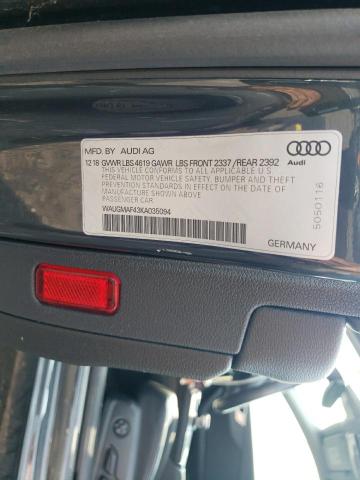 MFD. BY AUDI AG
12 18 GVWR LBS 4619 GAWR LBS FRONT 2337 / REAR 2392
THIS VEHICLE CONFORMS TO ALL APPLICABLE U S
FEDERAL MOTOR VEHICLE SAFETY, BUMPER AND THEFT
PREVENTION STANDARDS IN EFFECT ON THE DATE OF
MANUFACTURE SHOWN ABOVE
PASSENGER CAR
WAUGMAF43KA035094
Audi
5050116
GERMANY